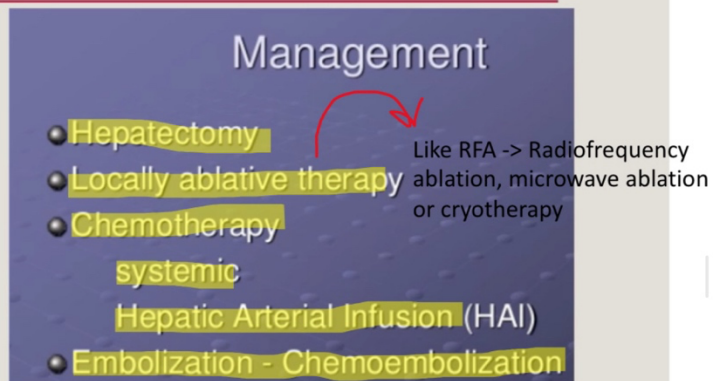 Management
Hepatectomy
Locally ablative therapy
Like RFA -> Radiofrequency
ablation, microwave ablation
or cryotherapy
Chemotherapy
systemic
Hepatic Arterial Infusion (HAI)
Embolization - Chemoembolization